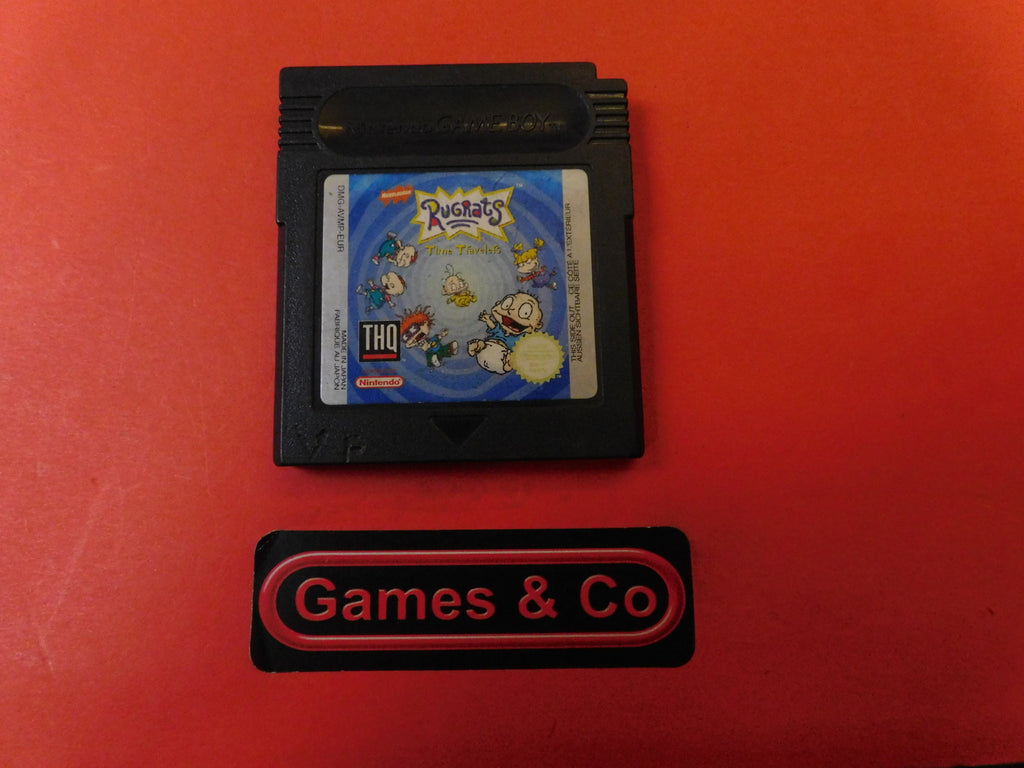 Nintendo GAME BOY
DMG-AVMP-EUR
Nickelodeon
RUGRATS
TM
Time Travelers
THQ
Nintendo
MADE IN JAPAN
FABRIQUÉ AU JAPON
THIS SIDE OUT CE CÔTÉ À L'EXTÉRIEUR
AUSSEN SICHTBARE SEITE
V P
Games & Co